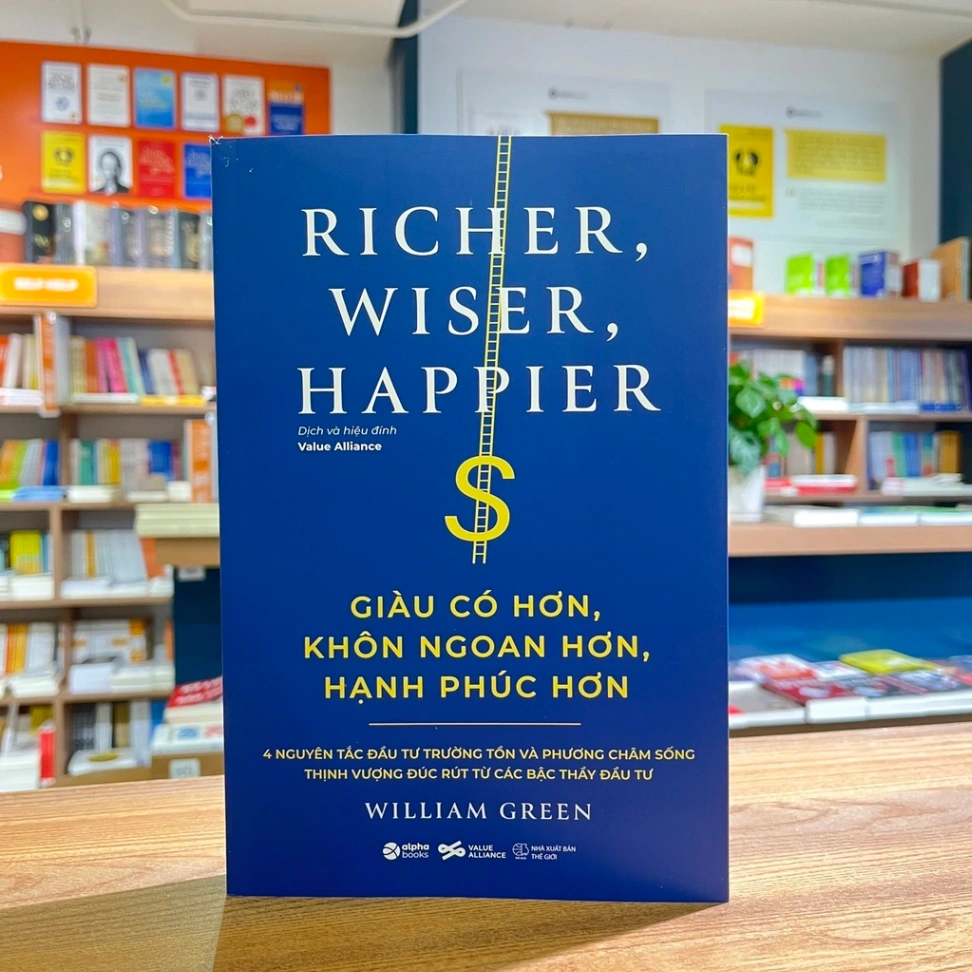 RICHER,
WISER,
HAPPIER
Dịch và hiệu đính
Value Alliance
$
GIÀU CÓ HƠN,
KHÔN NGOAN HƠN,
HẠNH PHÚC HƠN
4 NGUYÊN TẮC ĐẦU TƯ TRƯỜNG TỒN VÀ PHƯƠNG CHÂM SỐNG
THỊNH VƯỢNG ĐÚC RÚT TỪ CÁC BẬC THẦY ĐẦU TƯ
WILLIAM GREEN
alpha
books
VALUE
ALLIANCE
NHÀ XUẤT BẢN
THẾ GIỚI
SELF HELP